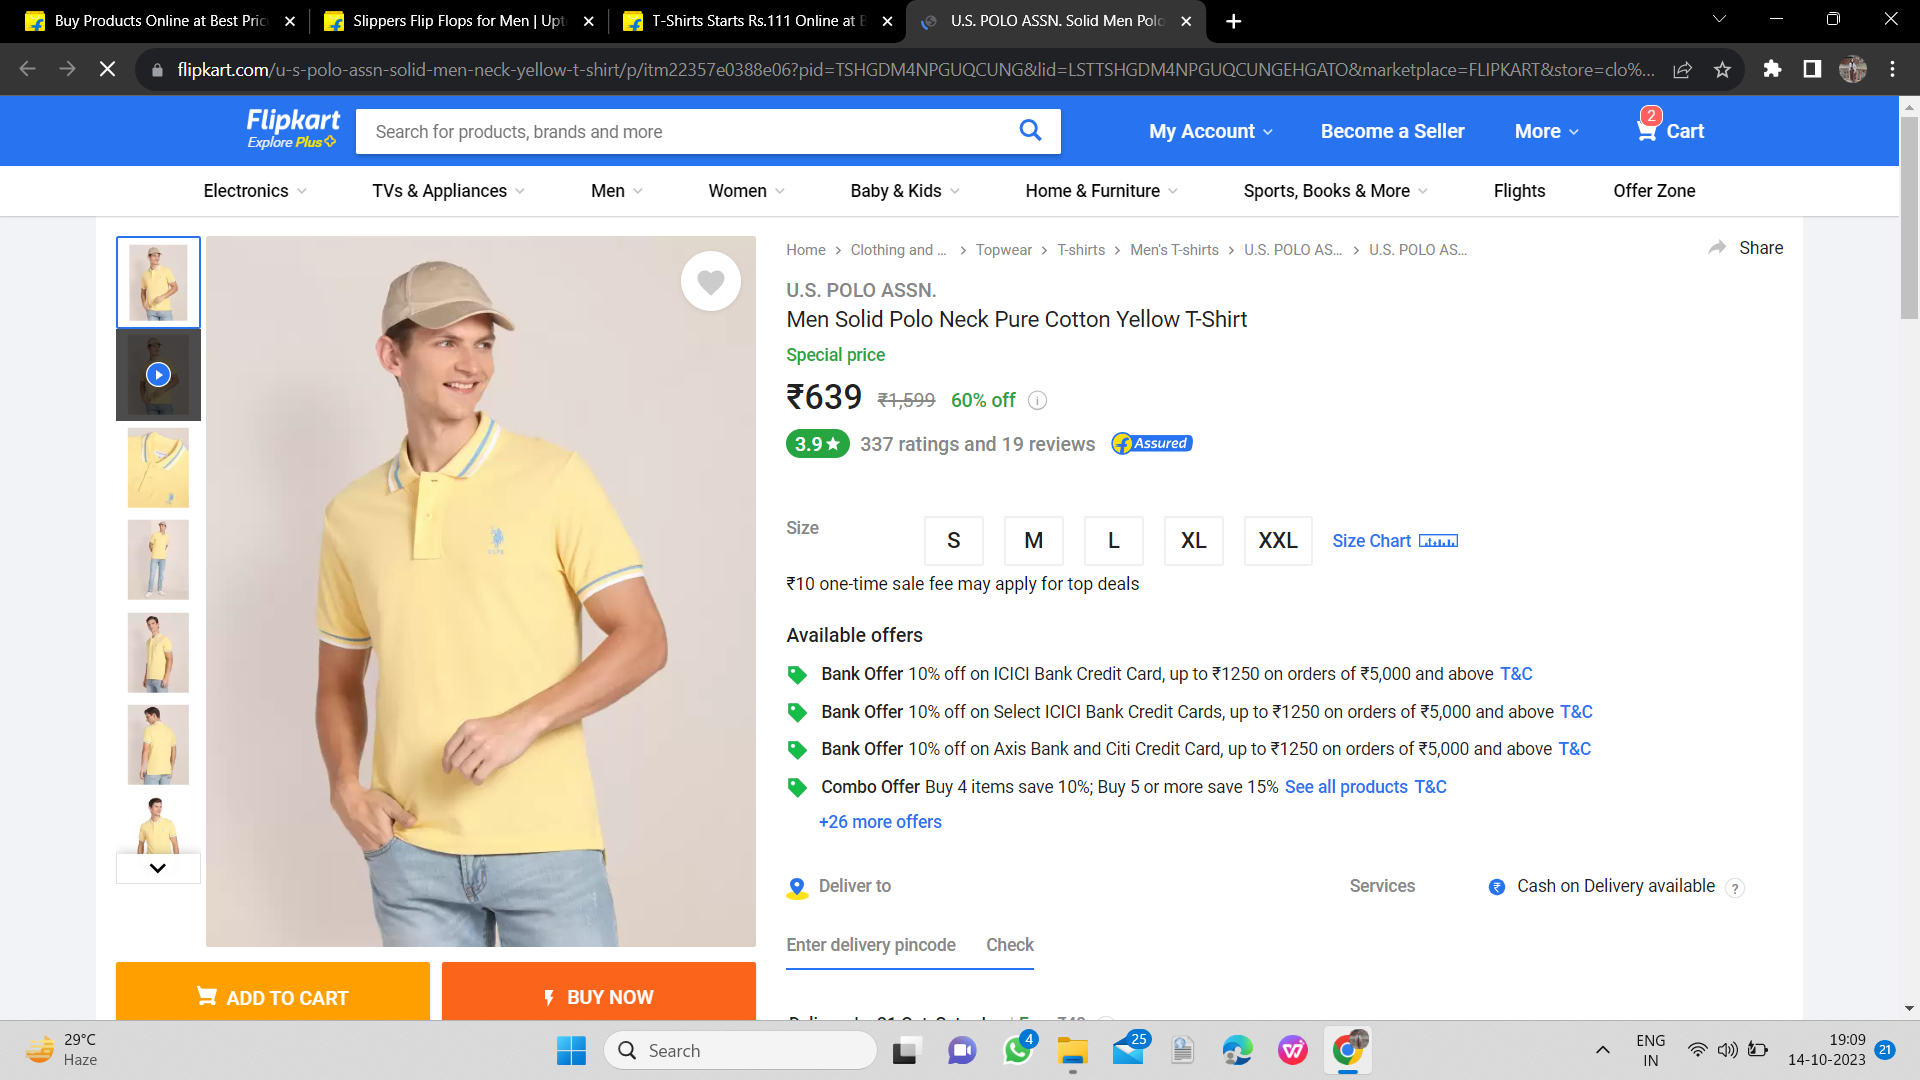 Buy Products Online at Best Pric
Slippers Flip Flops for Men | Upt
T-Shirts Starts Rs.111 Online at B
U.S. POLO ASSN. Solid Men Polo
flipkart.com/u-s-polo-assn-solid-men-neck-yellow-t-shirt/p/itm22357e0388e06?pid=TSHGDM4NPGUQCUNG&lid=LSTTSHGDM4NPGUQCUNGEHGATO&marketplace=FLIPKART&store=clo%...
Flipkart
Explore Plus
Search for products, brands and more
My Account
Become a Seller
More
2
Cart
Electronics
TVs & Appliances
Men
Women
Baby & Kids
Home & Furniture
Sports, Books & More
Flights
Offer Zone
Home > Clothing and ... > Topwear > T-shirts > Men's T-shirts > U.S. POLO AS... > U.S. POLO AS...
Share
U.S. POLO ASSN.
Men Solid Polo Neck Pure Cotton Yellow T-Shirt
Special price
₹639 ₹1,599 60% off
3.9★ 337 ratings and 19 reviews Assured
Size
S
M
L
XL
XXL
Size Chart
₹10 one-time sale fee may apply for top deals
Available offers
Bank Offer 10% off on ICICI Bank Credit Card, up to ₹1250 on orders of ₹5,000 and above T&C
Bank Offer 10% off on Select ICICI Bank Credit Cards, up to ₹1250 on orders of ₹5,000 and above T&C
Bank Offer 10% off on Axis Bank and Citi Credit Card, up to ₹1250 on orders of ₹5,000 and above T&C
Combo Offer Buy 4 items save 10%; Buy 5 or more save 15% See all products T&C
+26 more offers
Deliver to
Services
Cash on Delivery available ?
Enter delivery pincode
Check
ADD TO CART
BUY NOW
29°C
Haze
Search
4
25
ENG
IN
19:09
14-10-2023
21